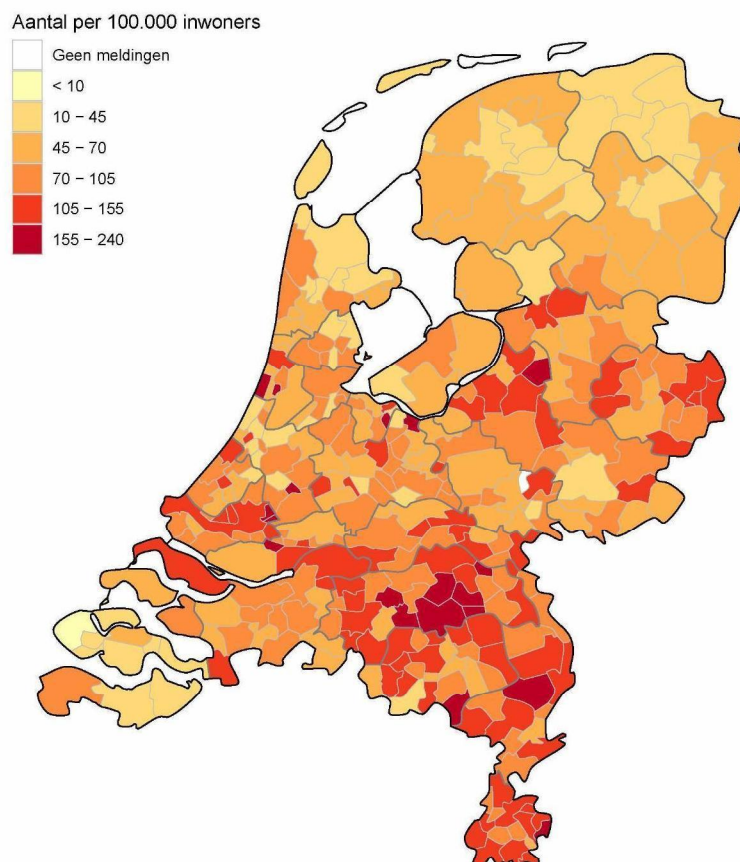 Aantal per 100.000 inwoners
Geen meldingen
< 10
10 − 45
45 − 70
70 − 105
105 − 155
155 − 240